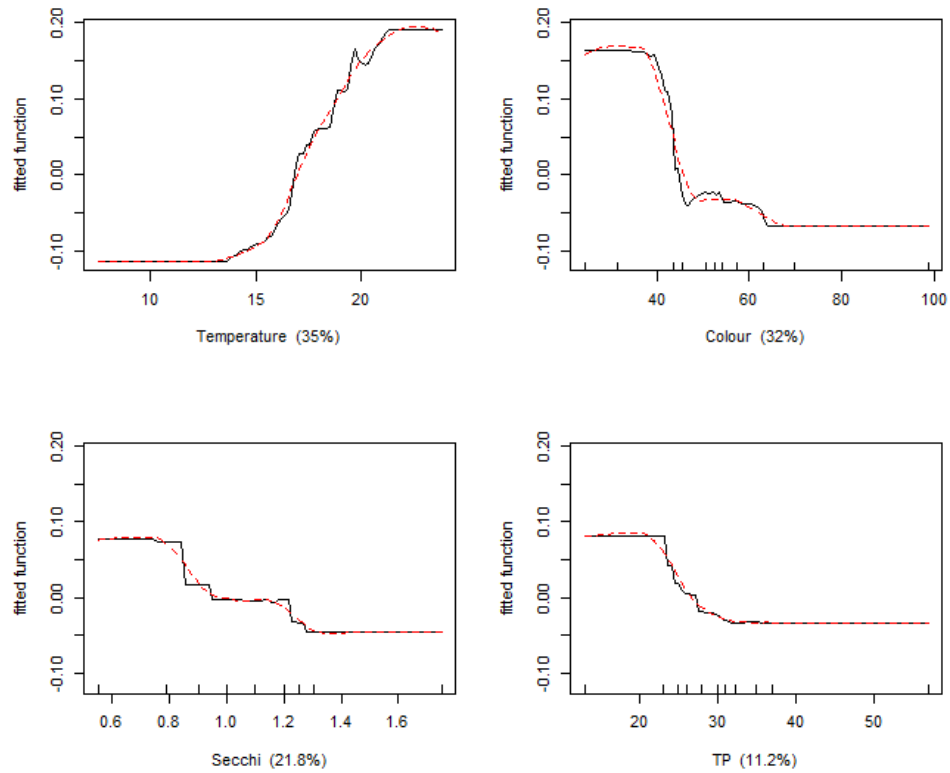 0.20
0.10
0.00
-0.10
fitted function
10 15 20
Temperature (35%)
0.20
0.10
0.00
-0.10
fitted function
40 60 80 100
Colour (32%)
0.20
0.10
0.00
-0.10
fitted function
0.6 0.8 1.0 1.2 1.4 1.6
Secchi (21.8%)
0.20
0.10
0.00
-0.10
fitted function
20 30 40 50
TP (11.2%)